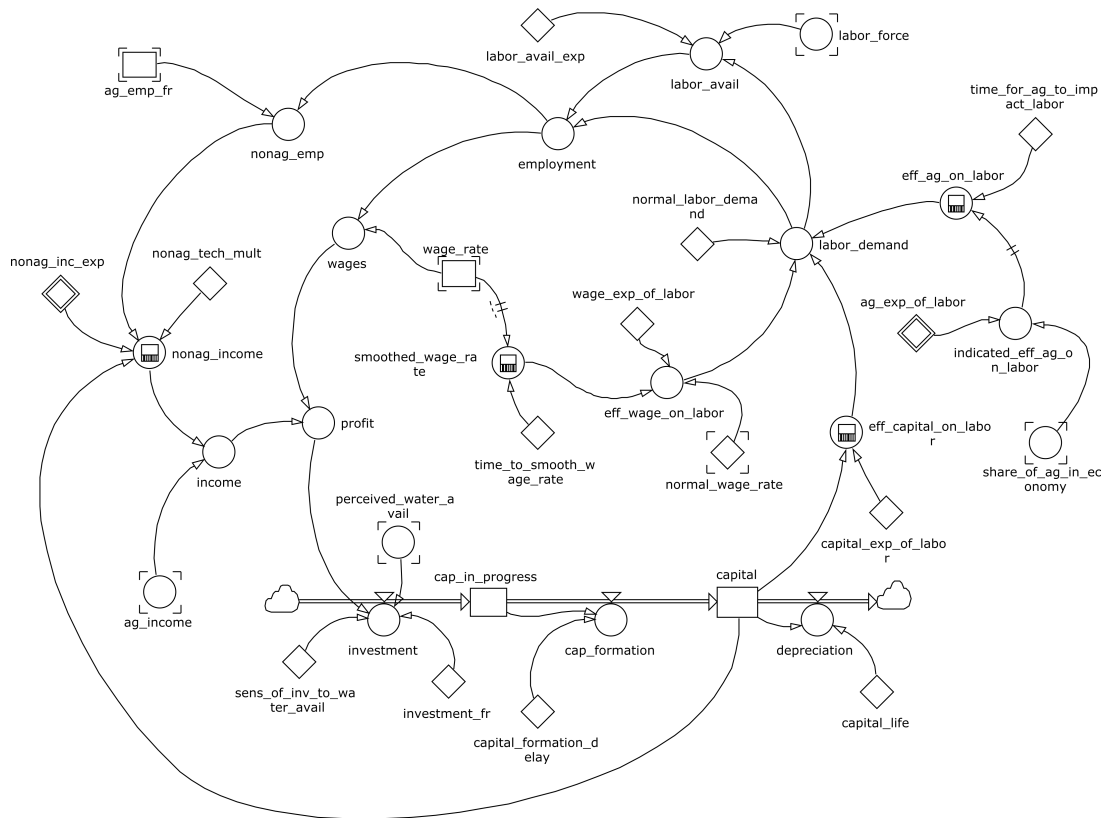 labor_avail_exp
labor_force
labor_avail
ag_emp_fr
time_for_ag_to_imp
act_labor
nonag_emp
employment
eff_ag_on_labor
normal_labor_dema
nd
labor_demand
wages
wage_rate
nonag_tech_mult
nonag_inc_exp
wage_exp_of_labor
ag_exp_of_labor
nonag_income
smoothed_wage_ra
te
indicated_eff_ag_o
n_labor
eff_wage_on_labor
profit
eff_capital_on_labo
r
time_to_smooth_w
age_rate
normal_wage_rate
share_of_ag_in_ec
onomy
income
perceived_water_a
vail
capital_exp_of_labo
r
cap_in_progress
capital
ag_income
investment
cap_formation
depreciation
sens_of_inv_to_wa
ter_avail
investment_fr
capital_life
capital_formation_d
elay